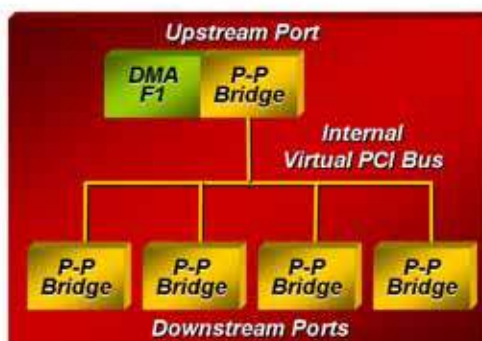 Upstream Port
DMA
F1
P-P
Bridge
Internal
Virtual PCI Bus
P-P
Bridge
P-P
Bridge
P-P
Bridge
P-P
Bridge
Downstream Ports